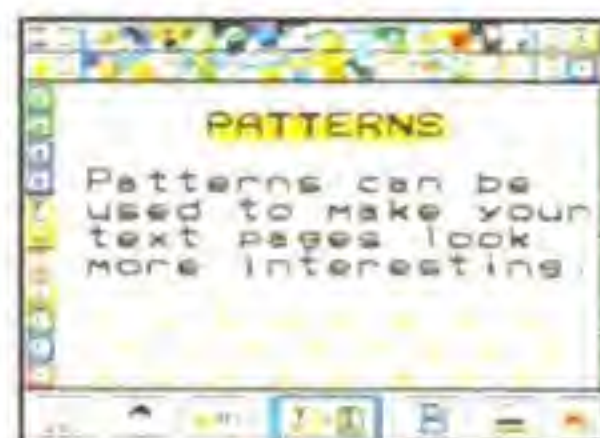 PATTERNS
Patterns can be
used to make your
text pages look
more interesting.